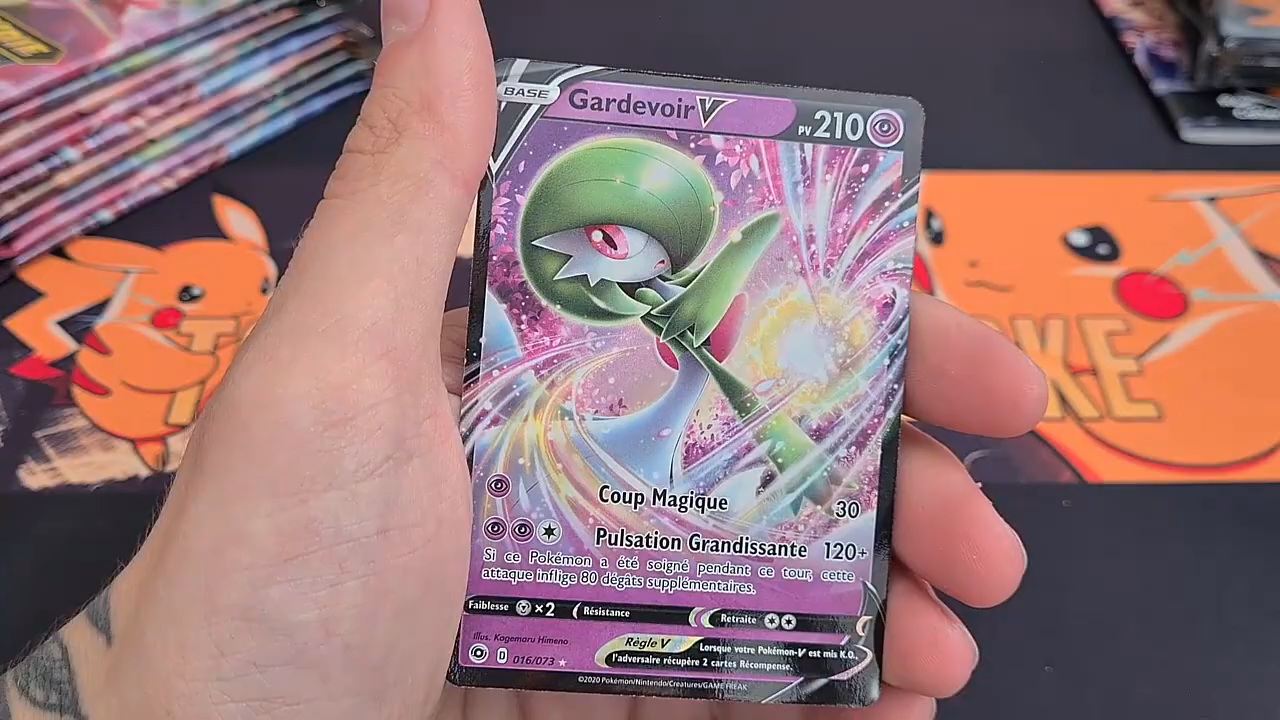 BASE
Gardevoir V
PV 210
Coup Magique 30
Pulsation Grandissante 120+
Si ce Pokémon a été soigné pendant ce tour, cette
attaque inflige 80 dégâts supplémentaires.
Faiblesse ×2 Résistance Retraite
Illus. Kagemaru Himeno
Règle V Lorsque votre Pokémon-V est mis K.O.,
l'adversaire récupère 2 cartes Récompense.
D 016/073
©2020 Pokémon/Nintendo/Creatures/GAME FREAK
KE